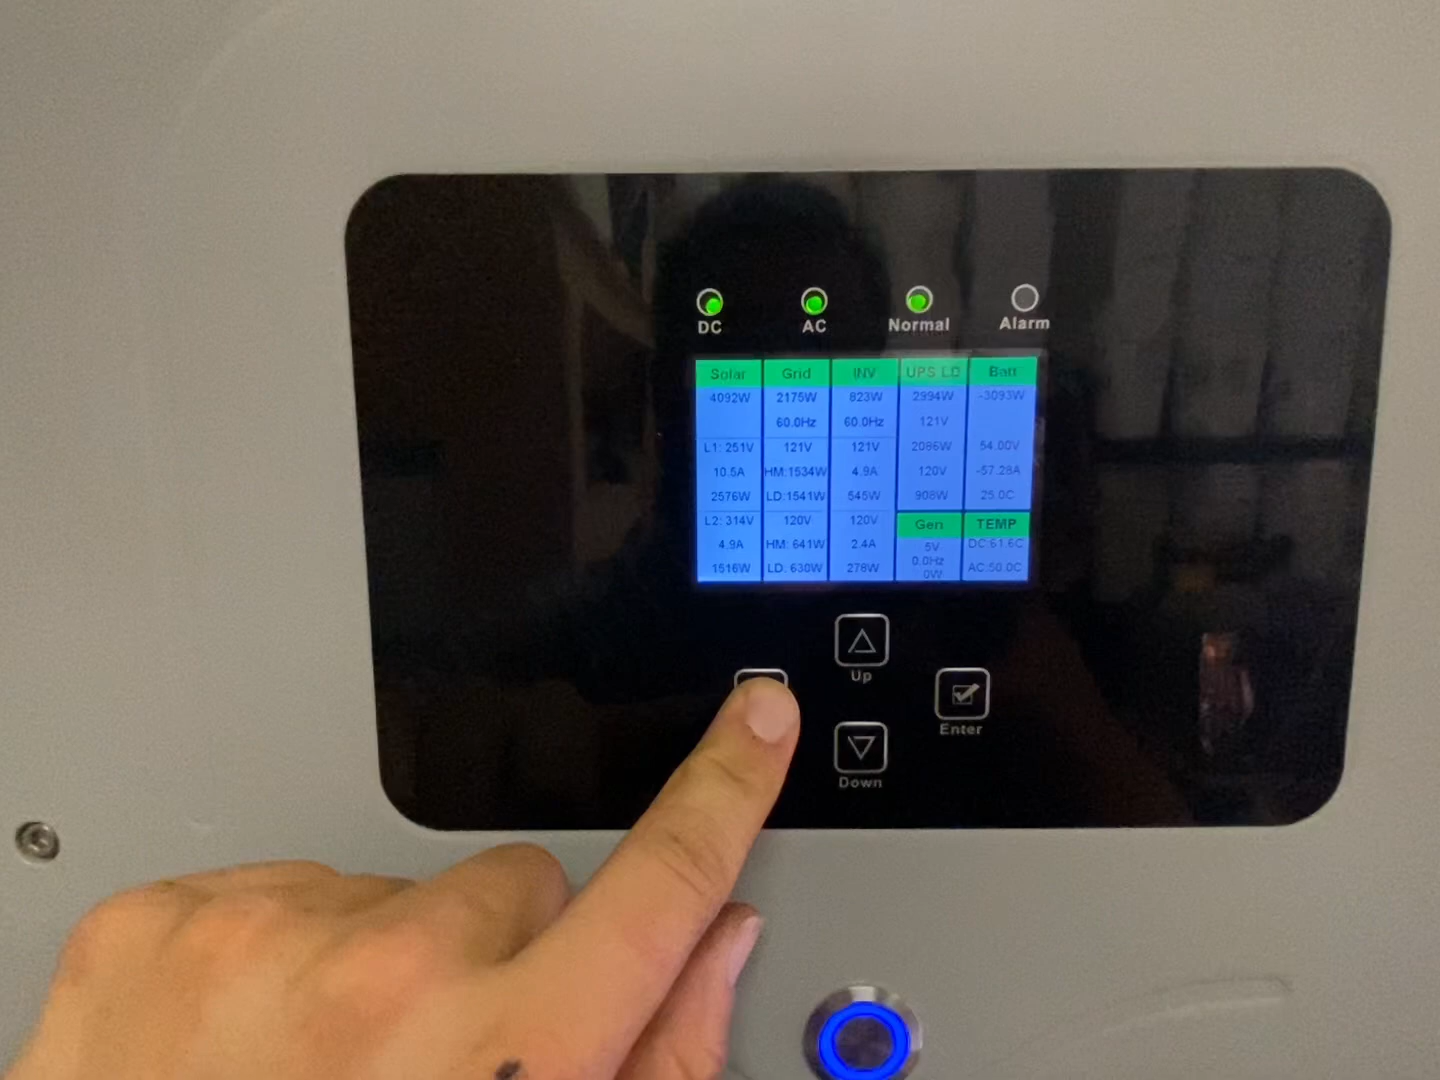 DC AC Normal Alarm
Solar Grid INV UPS LD Batt
4092W 2175W 823W 2994W -3093W
60.0Hz 60.0Hz 121V
L1: 251V 121V 121V 2086W 54.00V
10.5A HM:1534W 4.9A 120V -57.28A
2576W LD:1541W 545W 908W 25.0C
L2: 314V 120V 120V Gen TEMP
4.9A HM: 641W 2.4A 5V DC:61.6C
0.0Hz
1516W LD: 630W 278W 0W AC:50.0C
Up
Enter
Down